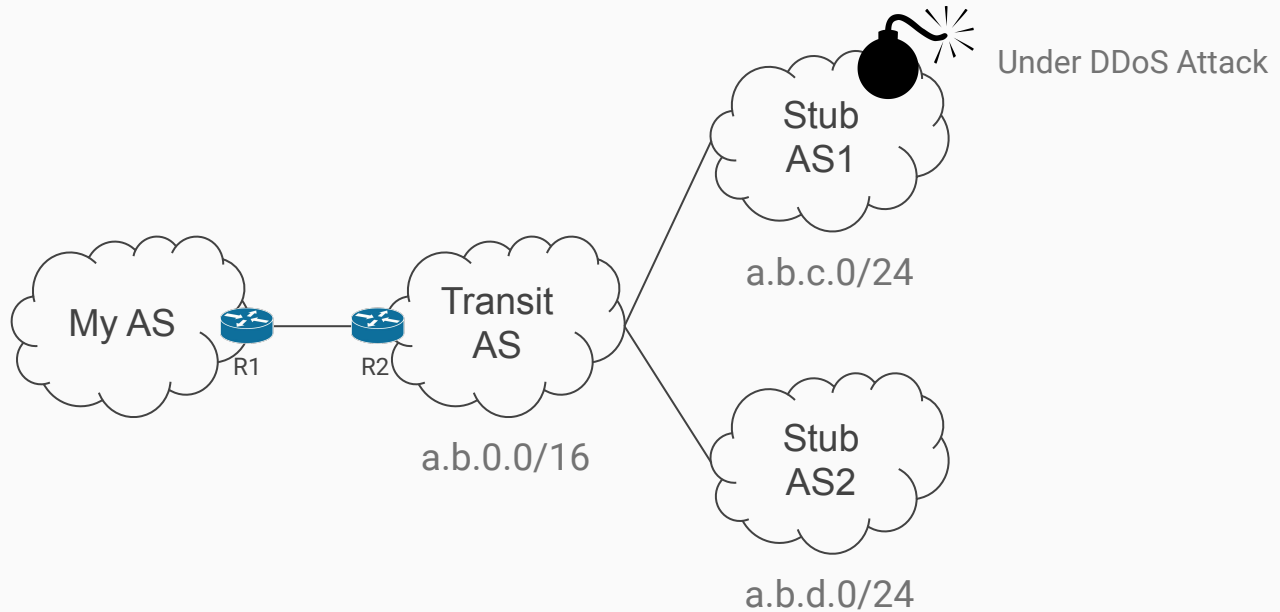 Under DDoS Attack
Stub
AS1
a.b.c.0/24
My AS
R1
R2
Transit
AS
a.b.0.0/16
Stub
AS2
a.b.d.0/24